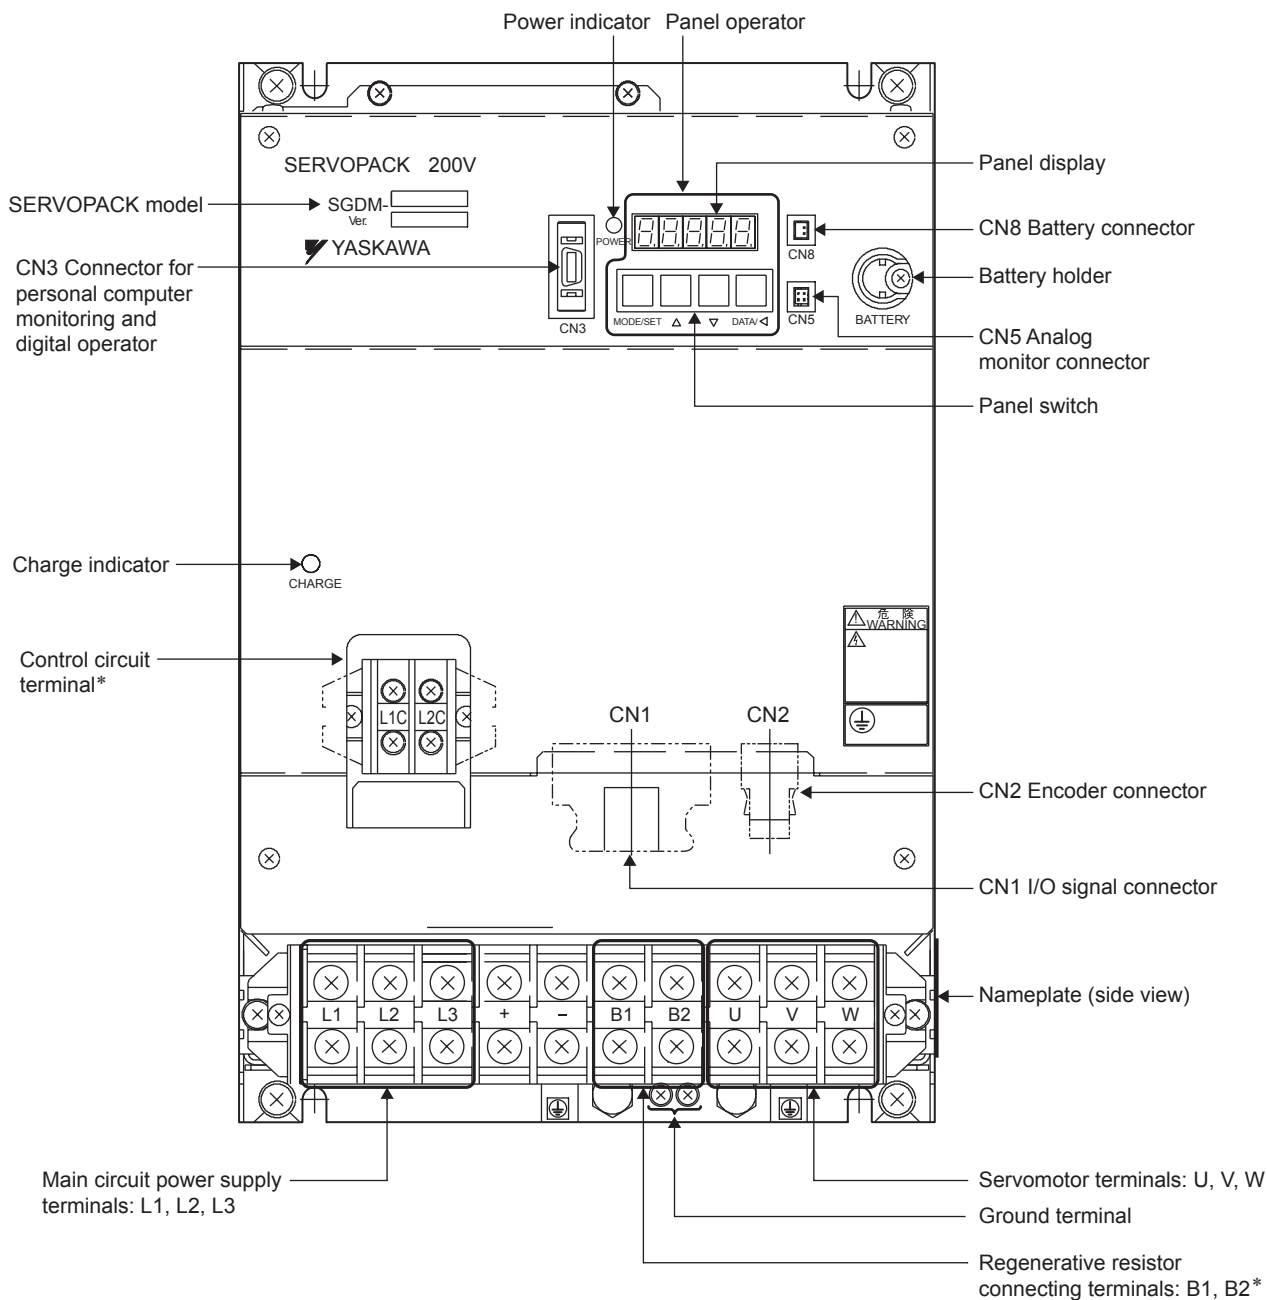 Power indicator
Panel operator
SERVOPACK 200V
Panel display
SERVOPACK model
SGDM-
Ver.
YASKAWA
POWER
CN8
CN8 Battery connector
CN3 Connector for
personal computer
monitoring and
digital operator
Battery holder
CN3
MODE/SET △ ▽ DATA/◁
CN5
BATTERY
CN5 Analog
monitor connector
Panel switch
Charge indicator
CHARGE
危 険
WARNING
Control circuit
terminal*
L1C
L2C
CN1
CN2
CN2 Encoder connector
CN1 I/O signal connector
L1
L2
L3
+
−
B1
B2
U
V
W
Nameplate (side view)
Main circuit power supply
terminals: L1, L2, L3
Servomotor terminals: U, V, W
Ground terminal
Regenerative resistor
connecting terminals: B1, B2*